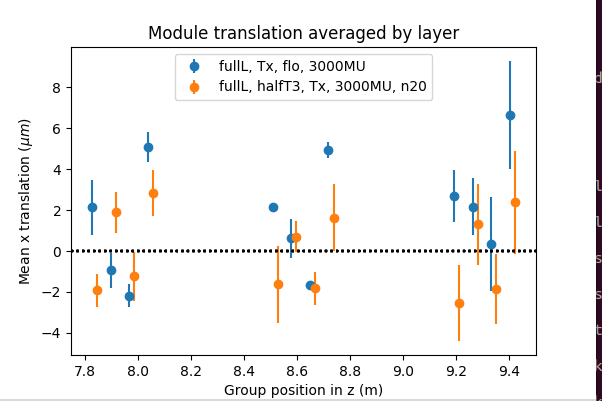 Module translation averaged by layer
fullL, Tx, flo, 3000MU
fullL, halfT3, Tx, 3000MU, n20
Mean x translation (μm)
8
6
4
2
0
−2
−4
7.8 8.0 8.2 8.4 8.6 8.8 9.0 9.2 9.4
Group position in z (m)
d
l
l
s
s
t
k